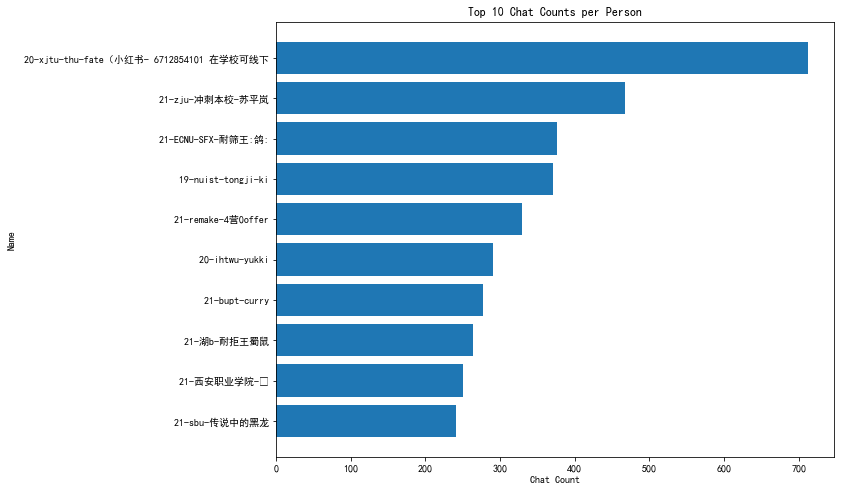 Top 10 Chat Counts per Person
20-xjtu-thu-fate（小红书- 6712854101 在学校可线下
21-zju-冲刺本校-苏平岚
21-ECNU-SFX-耐筛王:鸽:
19-nuist-tongji-ki
21-remake-4营0offer
20-ihtwu-yukki
21-bupt-curry
21-湖b-耐拒王蜀鼠
21-西安职业学院-□
21-sbu-传说中的黑龙
Name
0 100 200 300 400 500 600 700
Chat Count